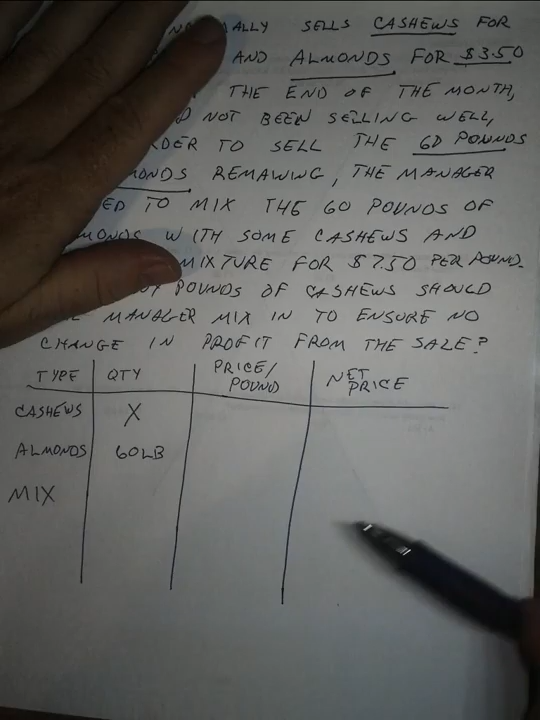 ALLY SELLS CASHEWS FOR
AND ALMONDS FOR $3.50
THE END OF THE MONTH,
NOT BEEN SELLING WELL,
TO SELL THE 60 POUNDS
REMAINING, THE MANAGER
TO MIX THE 60 POUNDS OF
WITH SOME CASHEWS AND
MIXTURE FOR $7.50 PER POUND.
POUNDS OF CASHEWS SHOULD
MANAGER MIX IN TO ENSURE NO
CHANGE IN PROFIT FROM THE SALE?
TYPE QTY PRICE/POUND NET PRICE
CASHEWS X
ALMONDS 60LB
MIX